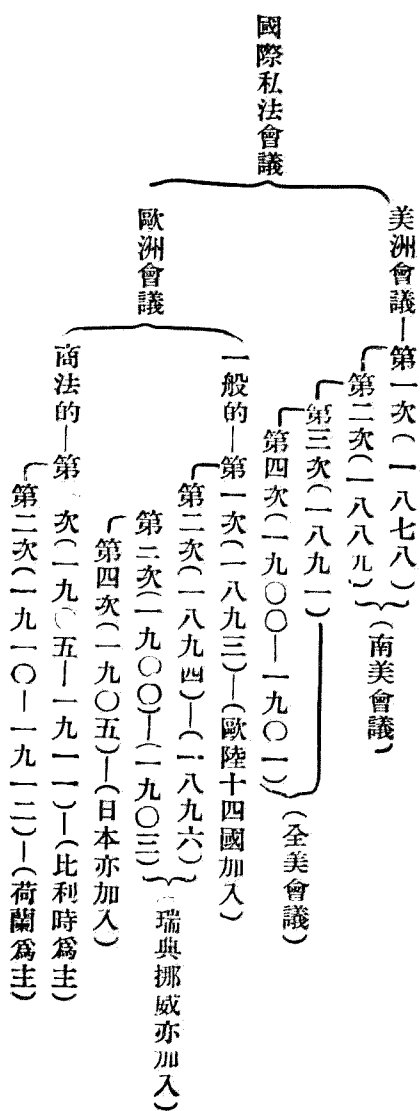 國際私法會議
美洲會議—第一次(一八七八)
第二次(一八八九)
(南美會議)
第三次(一八九一)
第四次(一九〇〇—一九〇一)
(全美會議)
歐洲會議
一般的—第一次(一八九三)—(歐陸十四國加入)
第二次(一八九四)—(一八九六)
第三次(一九〇〇)—(一九〇三)
(瑞典挪威亦加入)
第四次(一九〇五)—(日本亦加入)
商法的—第 次(一九〇五—一九一一)—(比利時爲主)
第二次(一九一〇—一九一二)—(荷蘭爲主)